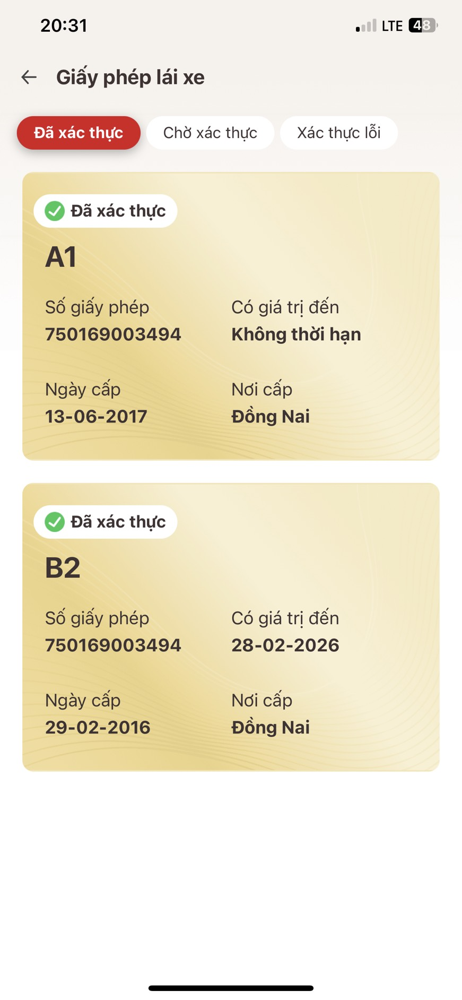 20:31
LTE 48
Giấy phép lái xe
Đã xác thực Chờ xác thực Xác thực lỗi
Đã xác thực
A1
Số giấy phép Có giá trị đến
750169003494 Không thời hạn
Ngày cấp Nơi cấp
13-06-2017 Đồng Nai
Đã xác thực
B2
Số giấy phép Có giá trị đến
750169003494 28-02-2026
Ngày cấp Nơi cấp
29-02-2016 Đồng Nai